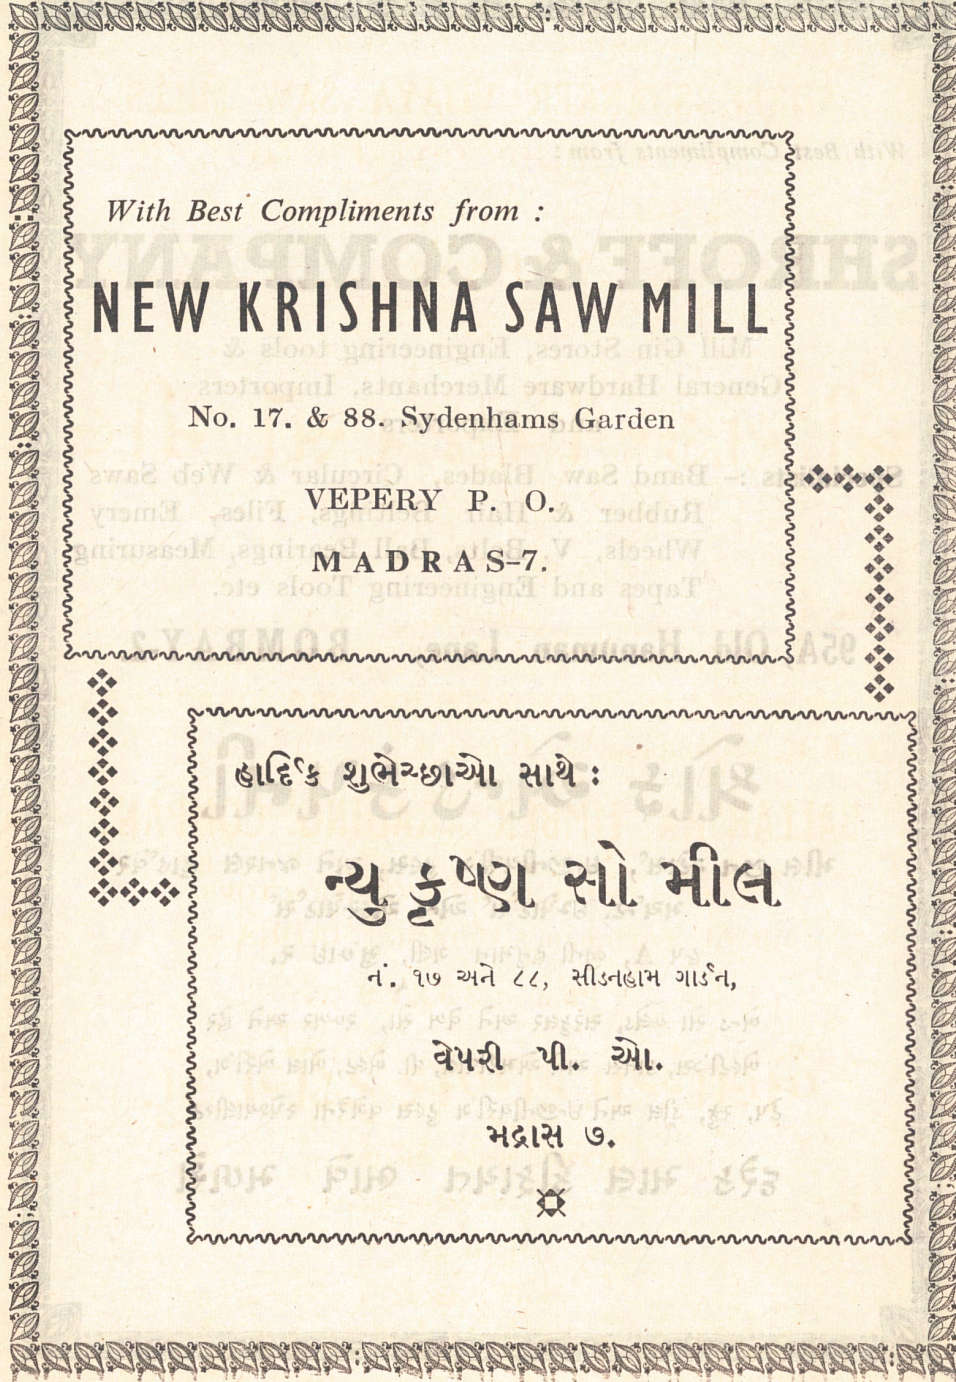 With Best Compliments from :
NEW KRISHNA SAW MILL
No. 17. & 88. Sydenhams Garden
VEPERY P. O.
MADRAS-7.
હાર્દિક શુભેચ્છાઓ સાથે :
ન્યુ કૃષ્ણ સો મીલ
નં. ૧૭ અને ૮૮, સીડનહામ ગાર્ડન,
વેપરી પી. ઓ.
મદ્રાસ ૭.